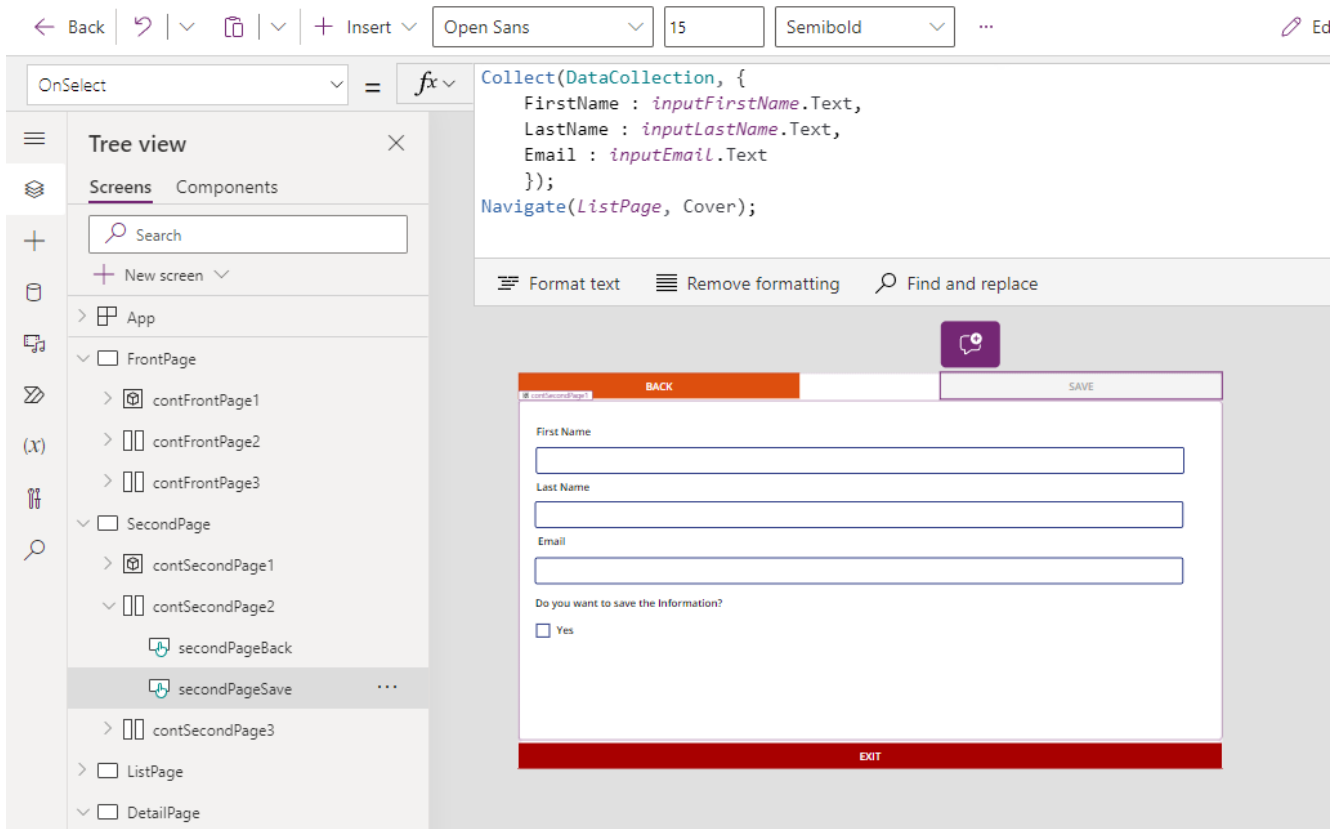 Back
Insert
Open Sans
15
Semibold
...
Ed
OnSelect
=
fx
Collect(DataCollection, {
FirstName : inputFirstName.Text,
LastName : inputLastName.Text,
Email : inputEmail.Text
});
Navigate(ListPage, Cover);
Format text
Remove formatting
Find and replace
Tree view
Screens
Components
Search
New screen
App
FrontPage
contFrontPage1
contFrontPage2
contFrontPage3
SecondPage
contSecondPage1
contSecondPage2
secondPageBack
secondPageSave
...
contSecondPage3
ListPage
DetailPage
(x)
BACK
SAVE
contSecondPage1
First Name
Last Name
Email
Do you want to save the Information?
Yes
EXIT